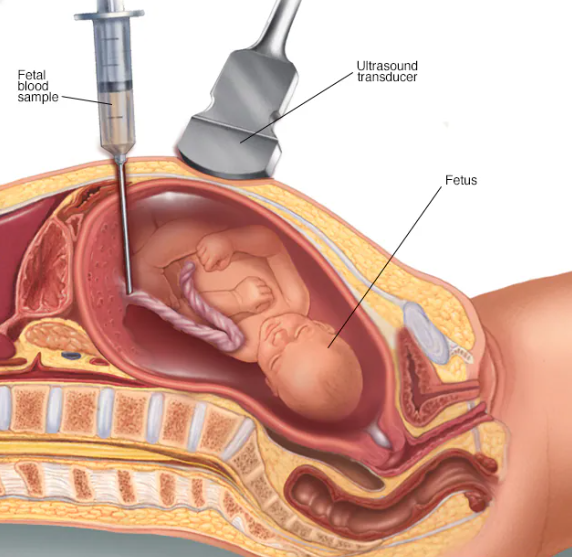 Fetal
blood
sample
Ultrasound
transducer
Fetus